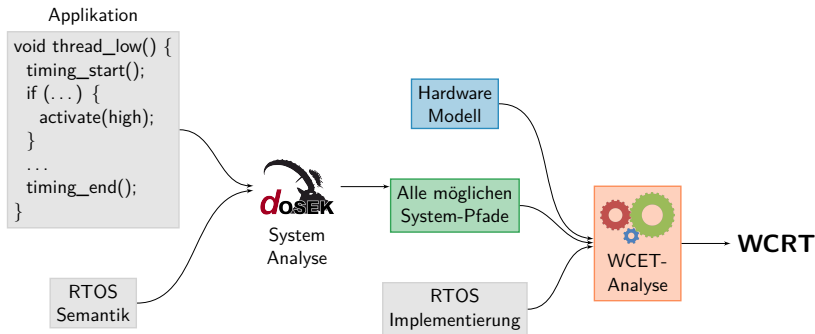 Applikation
void thread_low() {
timing_start();
if (...) {
activate(high);
}
...
timing_end();
}
RTOS
Semantik
dOSEK
System
Analyse
Hardware
Modell
Alle möglichen
System-Pfade
RTOS
Implementierung
WCET-
Analyse
WCRT